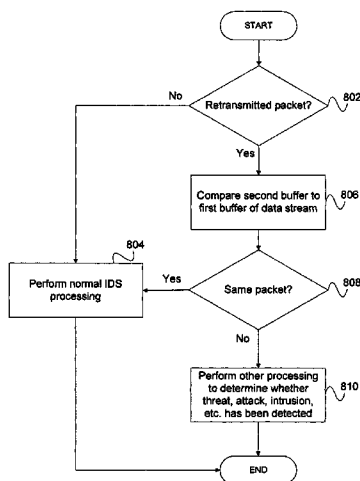 START
Retransmitted packet?
802
No
Yes
Compare second buffer to
first buffer of data stream
806
804
Perform normal IDS
processing
Yes
Same packet?
808
No
Perform other processing
to determine whether
threat, attack, intrusion,
etc. has been detected
810
END